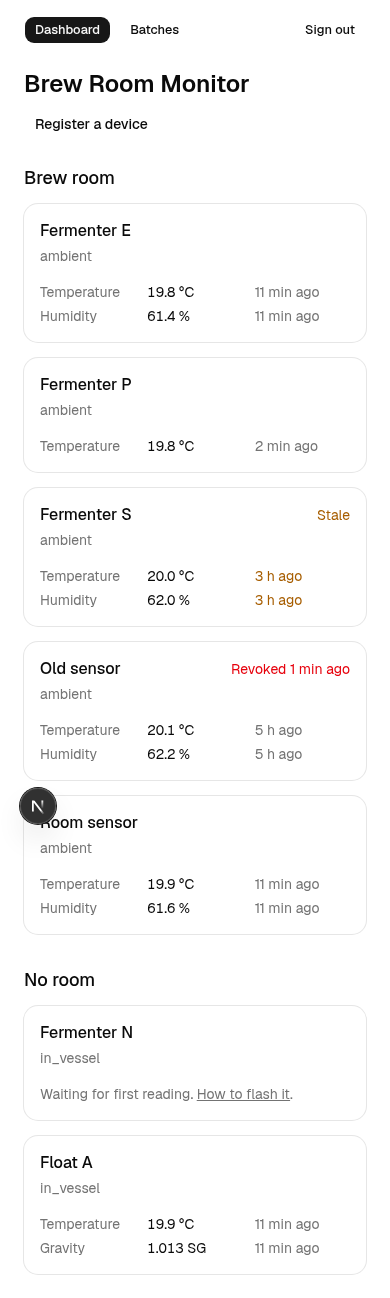 Dashboard Batches Sign out
Brew Room Monitor
Register a device
Brew room
Fermenter E
ambient
Temperature 19.8 °C 11 min ago
Humidity 61.4 % 11 min ago
Fermenter P
ambient
Temperature 19.8 °C 2 min ago
Fermenter S Stale
ambient
Temperature 20.0 °C 3 h ago
Humidity 62.0 % 3 h ago
Old sensor Revoked 1 min ago
ambient
Temperature 20.1 °C 5 h ago
Humidity 62.2 % 5 h ago
N
Room sensor
ambient
Temperature 19.9 °C 11 min ago
Humidity 61.6 % 11 min ago
No room
Fermenter N
in_vessel
Waiting for first reading. How to flash it.
Float A
in_vessel
Temperature 19.9 °C 11 min ago
Gravity 1.013 SG 11 min ago